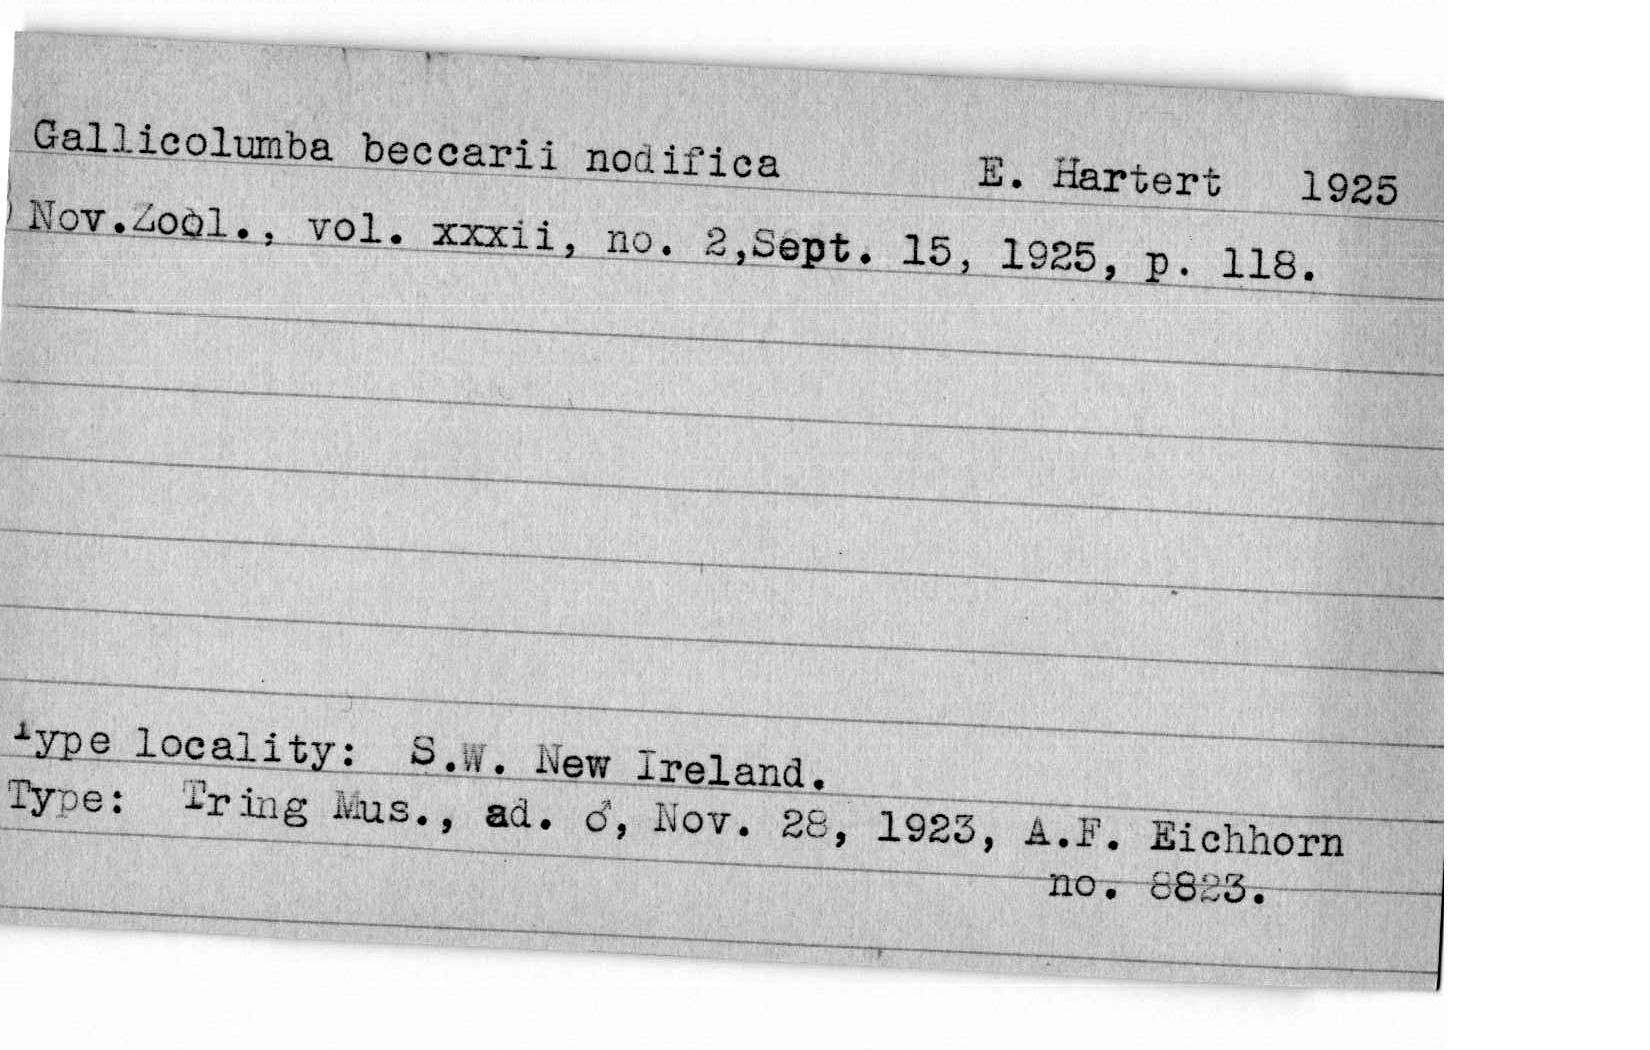 Gallicolumba beccarii nodifica E. Hartert 1925
Nov.Zool., vol. xxxii, no. 2,Sept. 15, 1925, p. 118.
Type locality: S.W. New Ireland.
Type: Tring Mus., ad. ♂, Nov. 28, 1923, A.F. Eichhorn
no. 8823.